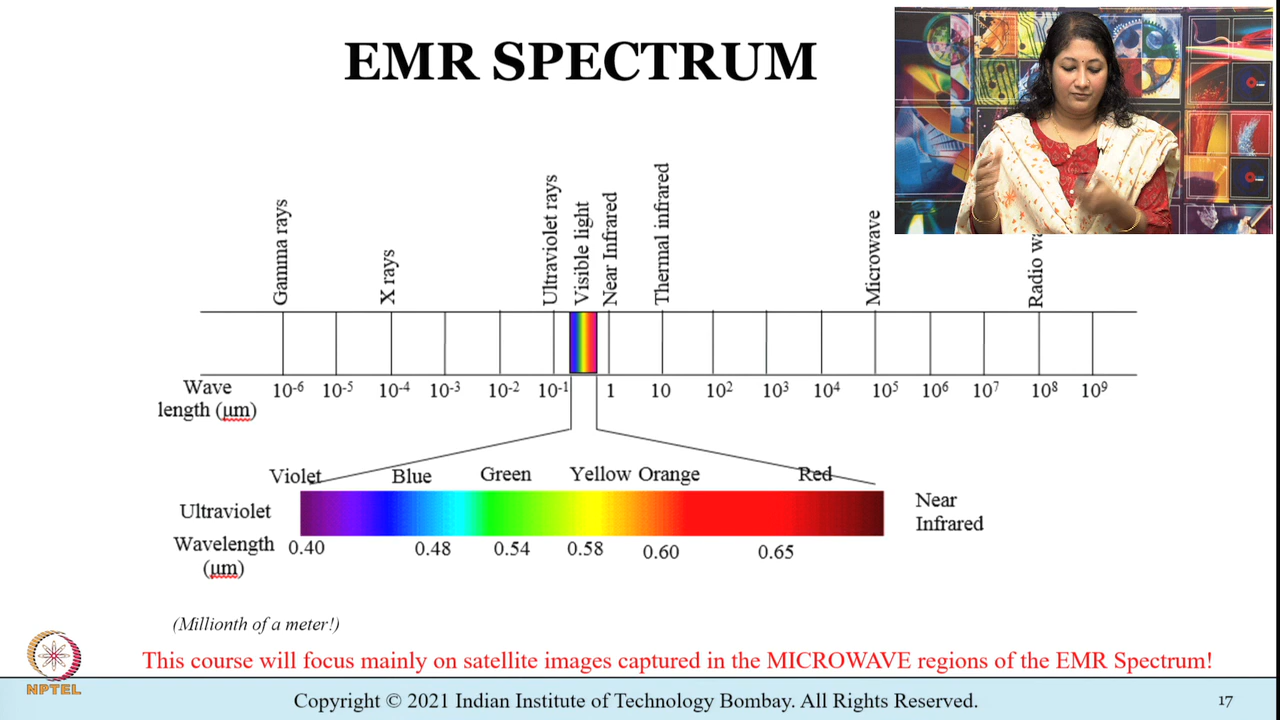 EMR SPECTRUM
Gamma rays
X rays
Ultraviolet rays
Visible light
Near Infrared
Thermal infrared
Microwave
Radio
Wave
length (µm)
10⁻⁶ 10⁻⁵ 10⁻⁴ 10⁻³ 10⁻² 10⁻¹ 1 10 10² 10³ 10⁴ 10⁵ 10⁶ 10⁷ 10⁸ 10⁹
Violet Blue Green Yellow Orange Red
Ultraviolet
Near
Infrared
Wavelength
(µm)
0.40 0.48 0.54 0.58 0.60 0.65
(Millionth of a meter!)
This course will focus mainly on satellite images captured in the MICROWAVE regions of the EMR Spectrum!
NPTEL
Copyright © 2021 Indian Institute of Technology Bombay. All Rights Reserved.
17